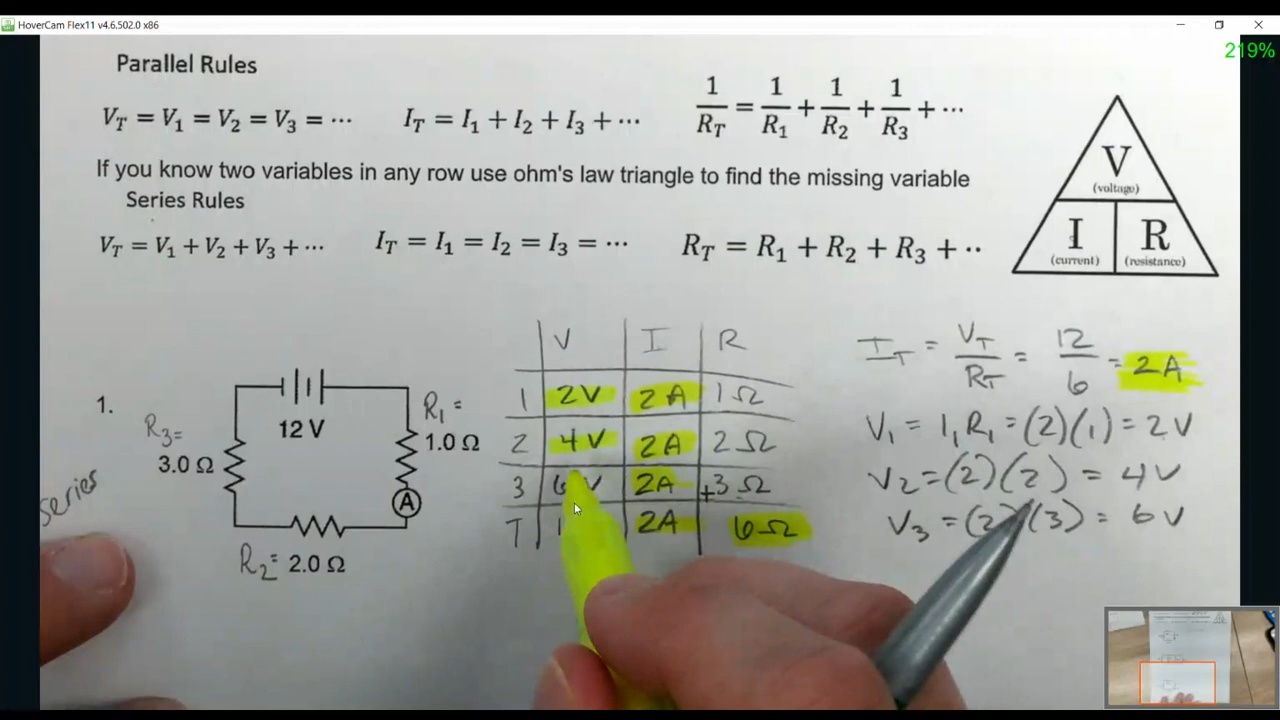 HoverCam Flex11 v4.6.502.0 x86
219%
Parallel Rules
V_T = V_1 = V_2 = V_3 = ⋯
I_T = I_1 + I_2 + I_3 + ⋯
1/R_T = 1/R_1 + 1/R_2 + 1/R_3 + ⋯
If you know two variables in any row use ohm's law triangle to find the missing variable
Series Rules
V_T = V_1 + V_2 + V_3 + ⋯
I_T = I_1 = I_2 = I_3 = ⋯
R_T = R_1 + R_2 + R_3 + ··
V
(voltage)
I
(current)
R
(resistance)
1.
12 V
R_1 =
1.0 Ω
R_3=
3.0 Ω
A
R_2= 2.0 Ω
series
V I R
1 2V 2A 1Ω
2 4V 2A 2Ω
3 6V 2A +3Ω
T 2A 6Ω
I_T = V_T/R_T = 12/6 = 2A
V_1 = I_1R_1 = (2)(1) = 2V
V_2 = (2)(2) = 4V
V_3 = (2)(3) = 6V